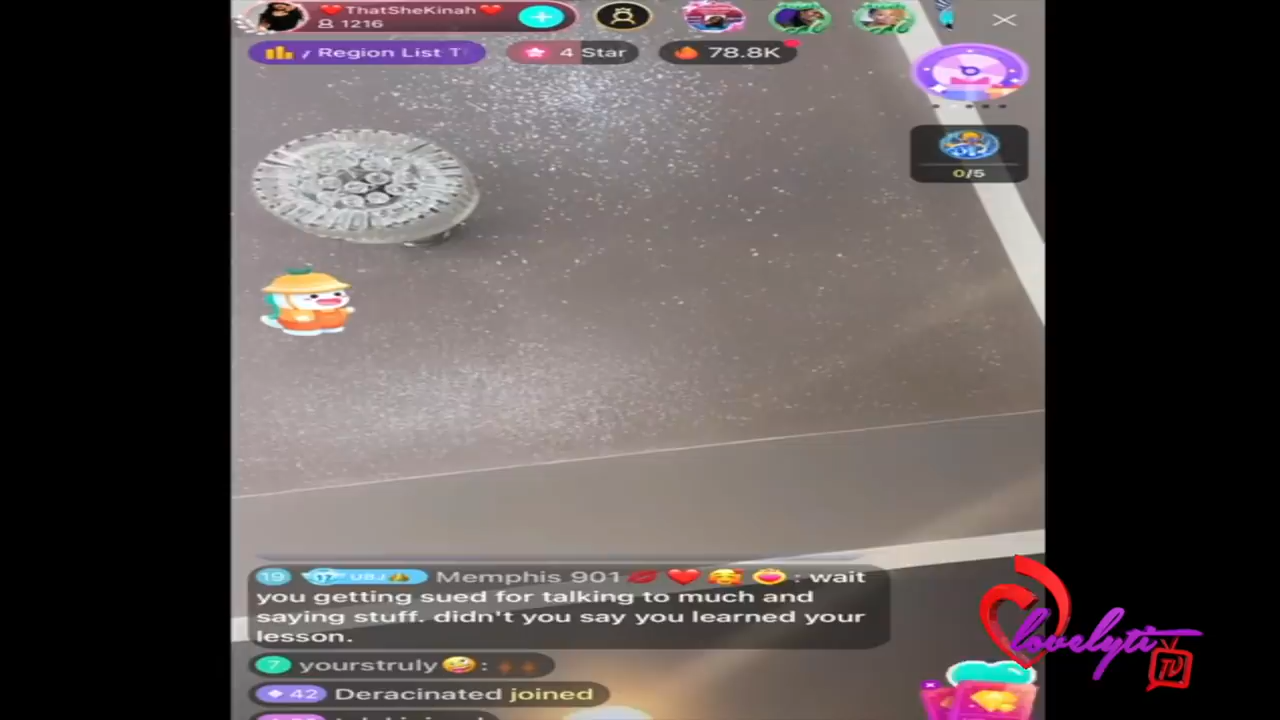 ❤️ThatSheKinah❤️
1216
/ Region List T
4 Star
78.8K
0/5
19 Memphis 901💋❤️🥰💝: wait
you getting sued for talking to much and
saying stuff. didn't you say you learned your
lesson.
7 yourstruly🤪:
42 Deracinated joined
lovelyti
TV